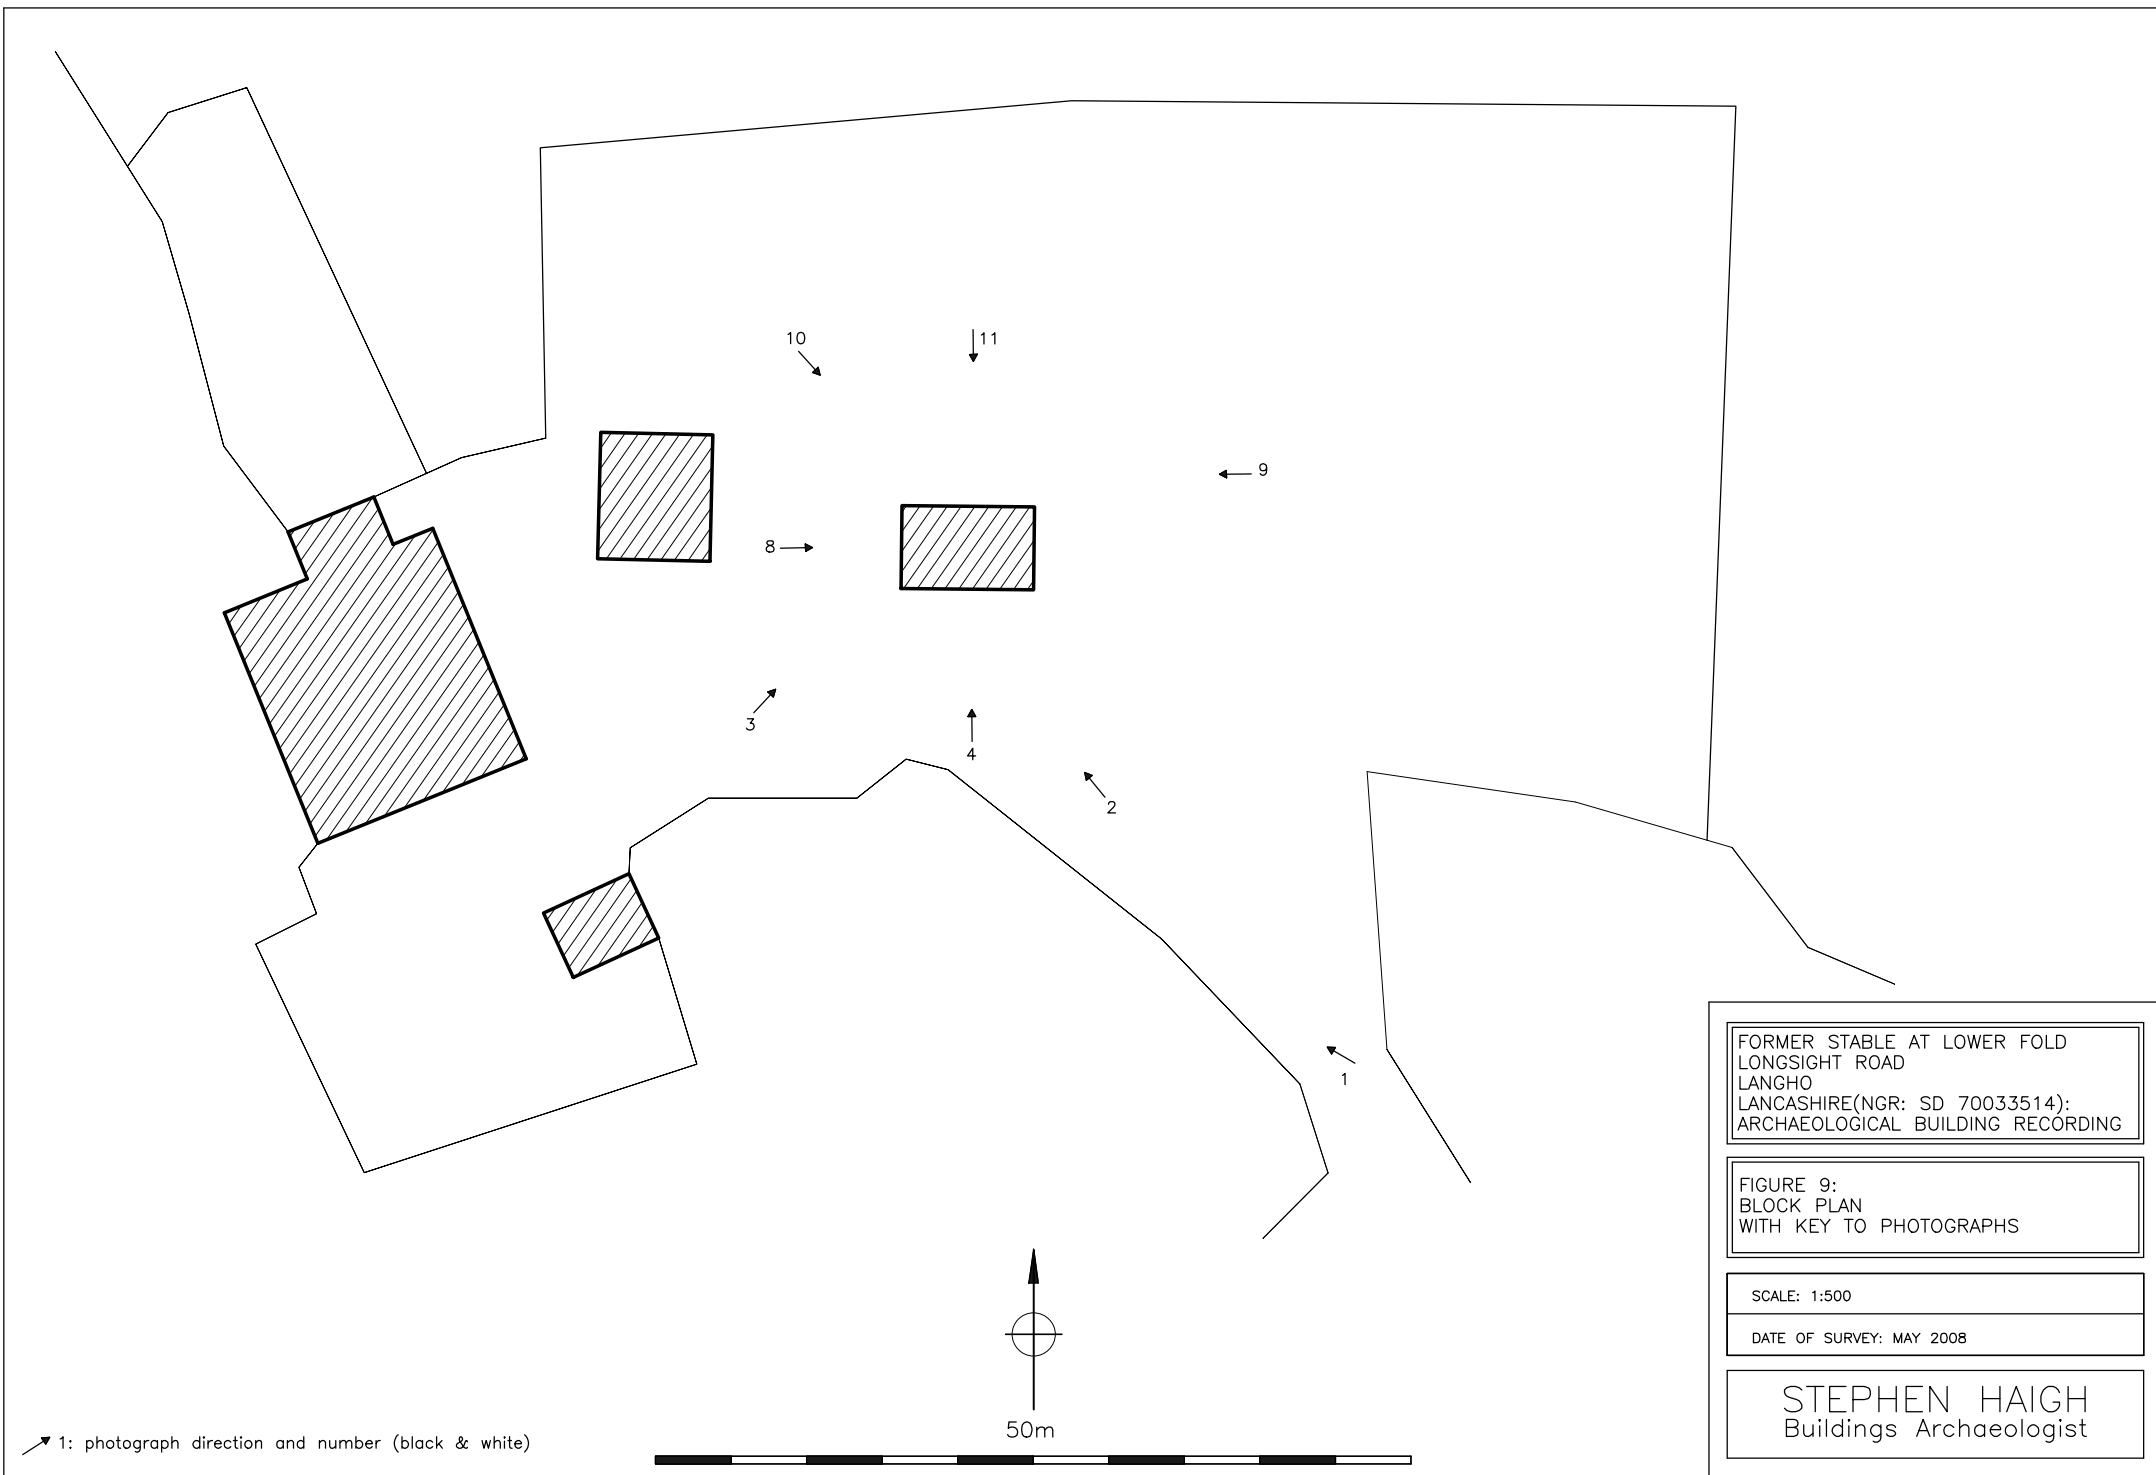 10
11
9
8
3
4
2
1
FORMER STABLE AT LOWER FOLD
LONGSIGHT ROAD
LANGHO
LANCASHIRE(NGR: SD 70033514):
ARCHAEOLOGICAL BUILDING RECORDING
FIGURE 9:
BLOCK PLAN
WITH KEY TO PHOTOGRAPHS
SCALE: 1:500
DATE OF SURVEY: MAY 2008
STEPHEN HAIGH
Buildings Archaeologist
50m
1: photograph direction and number (black & white)